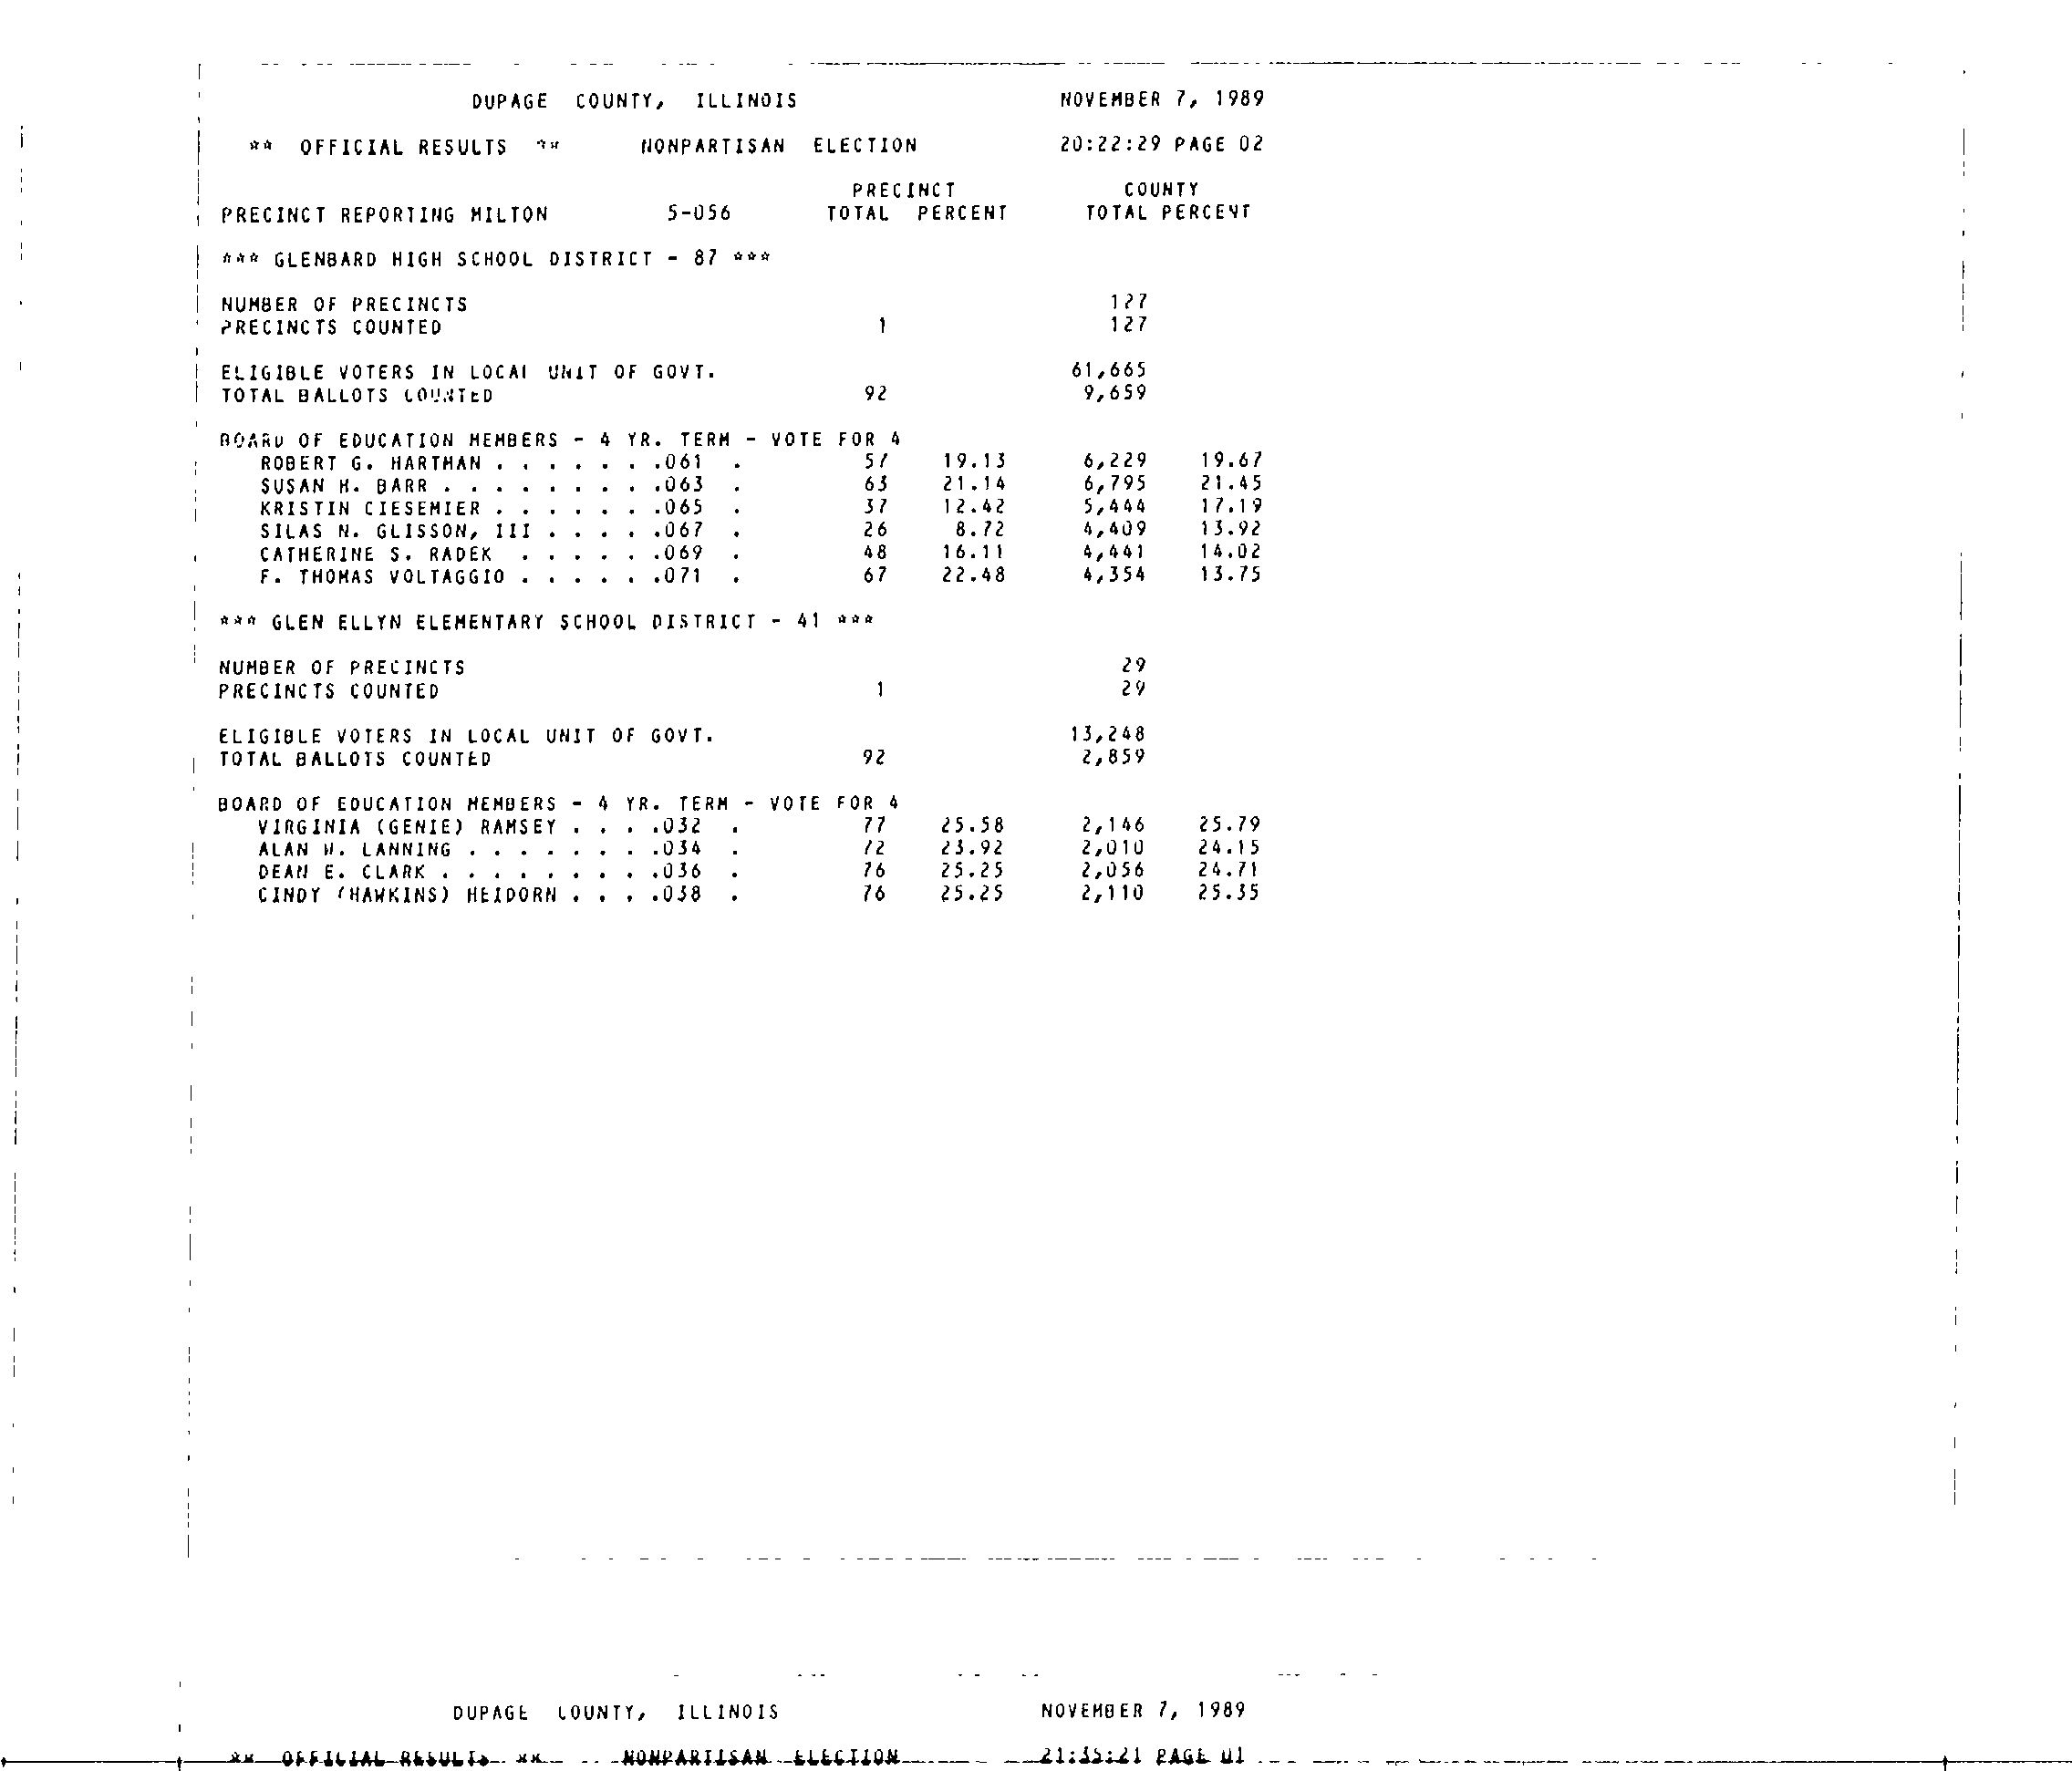 DUPAGE COUNTY, ILLINOIS NOVEMBER 7, 1989
** OFFICIAL RESULTS ** NONPARTISAN ELECTION 20:22:29 PAGE 02
PRECINCT COUNTY
PRECINCT REPORTING MILTON 5-056 TOTAL PERCENT TOTAL PERCENT
*** GLENBARD HIGH SCHOOL DISTRICT - 87 ***
NUMBER OF PRECINCTS 127
PRECINCTS COUNTED 1 127
ELIGIBLE VOTERS IN LOCAL UNIT OF GOVT. 61,665
TOTAL BALLOTS COUNTED 92 9,659
BOARD OF EDUCATION MEMBERS - 4 YR. TERM - VOTE FOR 4
ROBERT G. HARTMAN . . . . . . .061 . 57 19.13 6,229 19.67
SUSAN H. BARR . . . . . . . . .063 . 63 21.14 6,795 21.45
KRISTIN CIESEMIER . . . . . . .065 . 37 12.42 5,444 17.19
SILAS N. GLISSON, III . . . . .067 . 26 8.72 4,409 13.92
CATHERINE S. RADEK . . . . . .069 . 48 16.11 4,441 14.02
F. THOMAS VOLTAGGIO . . . . . .071 . 67 22.48 4,354 13.75
*** GLEN ELLYN ELEMENTARY SCHOOL DISTRICT - 41 ***
NUMBER OF PRECINCTS 29
PRECINCTS COUNTED 1 29
ELIGIBLE VOTERS IN LOCAL UNIT OF GOVT. 13,248
TOTAL BALLOTS COUNTED 92 2,859
BOARD OF EDUCATION MEMBERS - 4 YR. TERM - VOTE FOR 4
VIRGINIA (GENIE) RAMSEY . . . .032 . 77 25.58 2,146 25.79
ALAN W. LANNING . . . . . . . .034 . 72 23.92 2,010 24.15
DEAN E. CLARK . . . . . . . . .036 . 76 25.25 2,056 24.71
CINDY (HAWKINS) HEIDORN . . . .038 . 76 25.25 2,110 25.35
DUPAGE COUNTY, ILLINOIS NOVEMBER 7, 1989
** OFFICIAL RESULTS ** NONPARTISAN ELECTION 21:35:21 PAGE 01